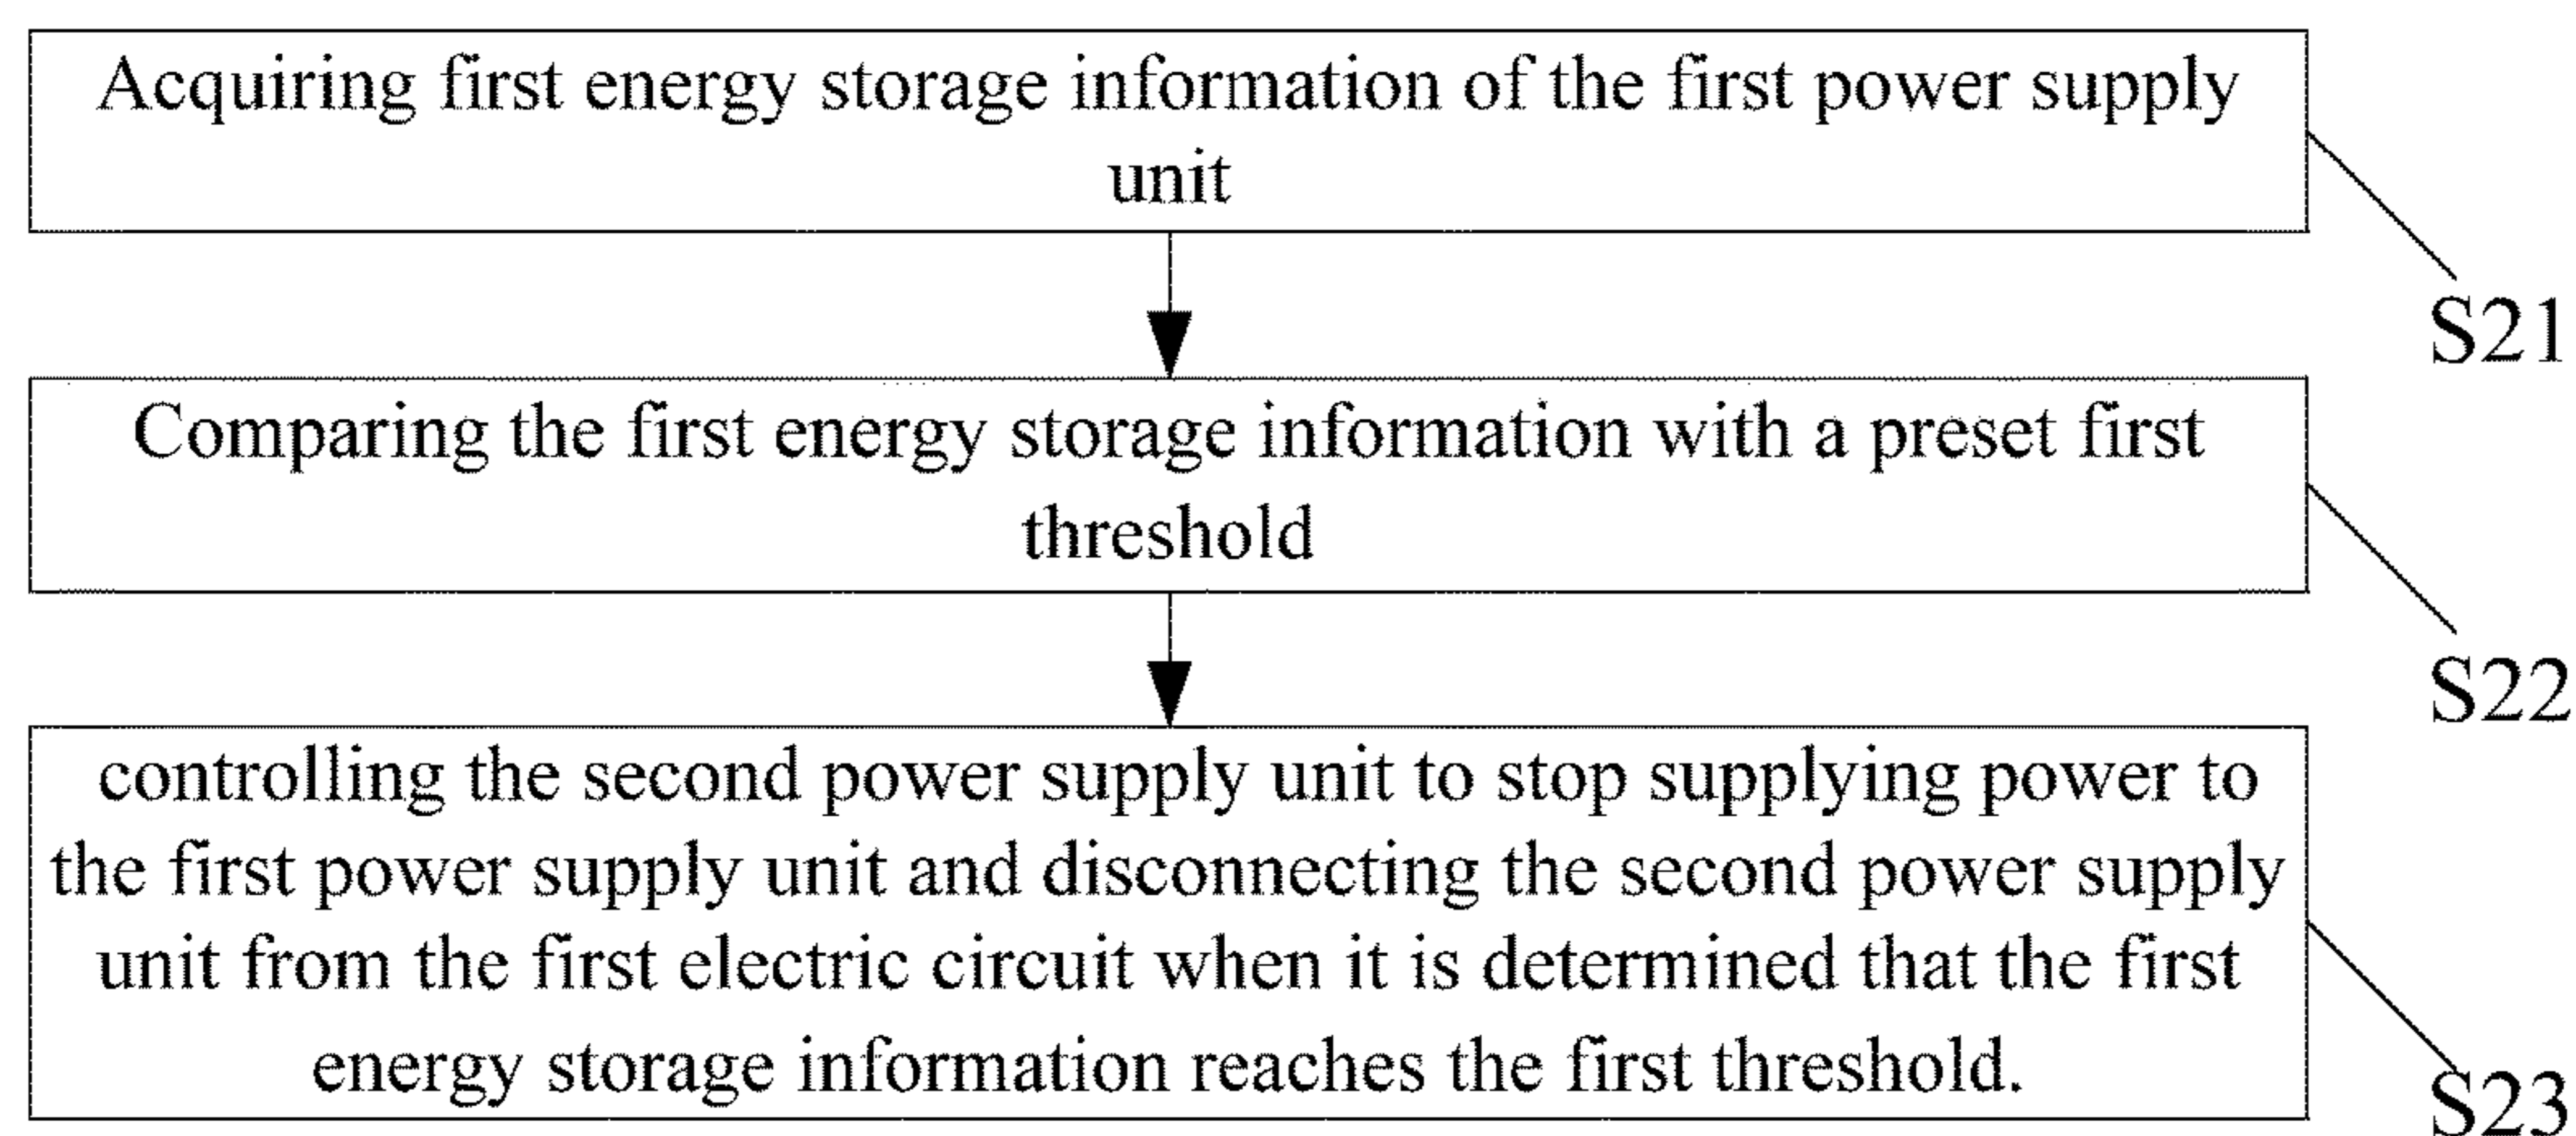 Acquiring first energy storage information of the first power supply
unit
S21
Comparing the first energy storage information with a preset first
threshold
S22
controlling the second power supply unit to stop supplying power to
the first power supply unit and disconnecting the second power supply
unit from the first electric circuit when it is determined that the first
energy storage information reaches the first threshold.
S23